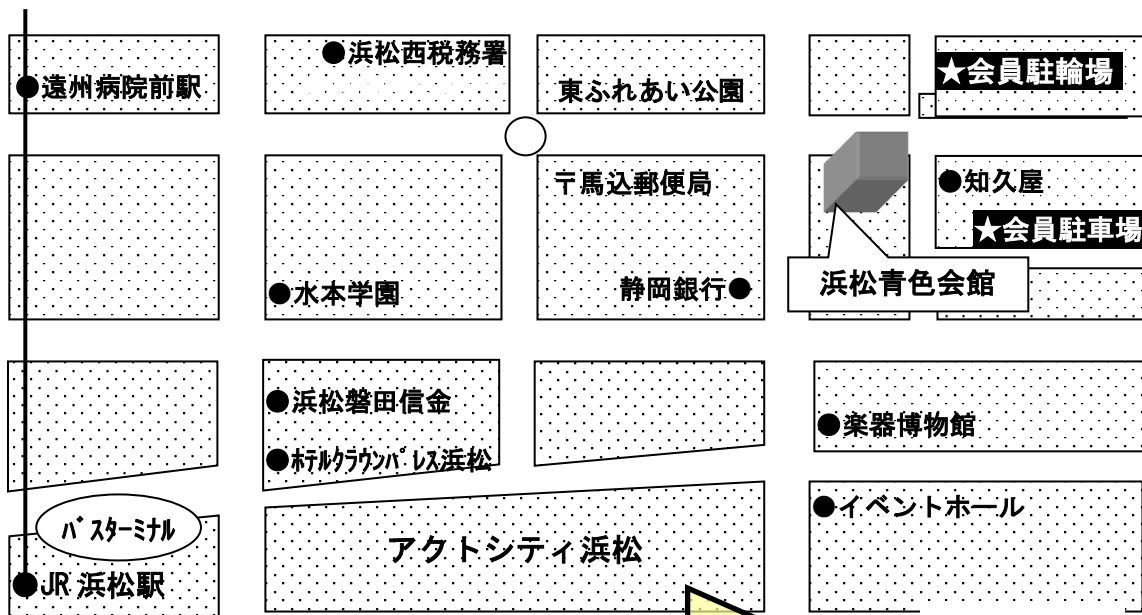 ●浜松西税務署
★会員駐輪場
●遠州病院前駅
東ふれあい公園
〒馬込郵便局
●知久屋
★会員駐車場
浜松青色会館
●水本学園
静岡銀行●
●浜松磐田信金
●楽器博物館
●ﾎﾃﾙｸﾗｳﾝﾊﾟﾚｽ浜松
●イベントホール
ﾊﾞｽﾀｰﾐﾅﾙ
アクトシティ浜松
●JR 浜松駅